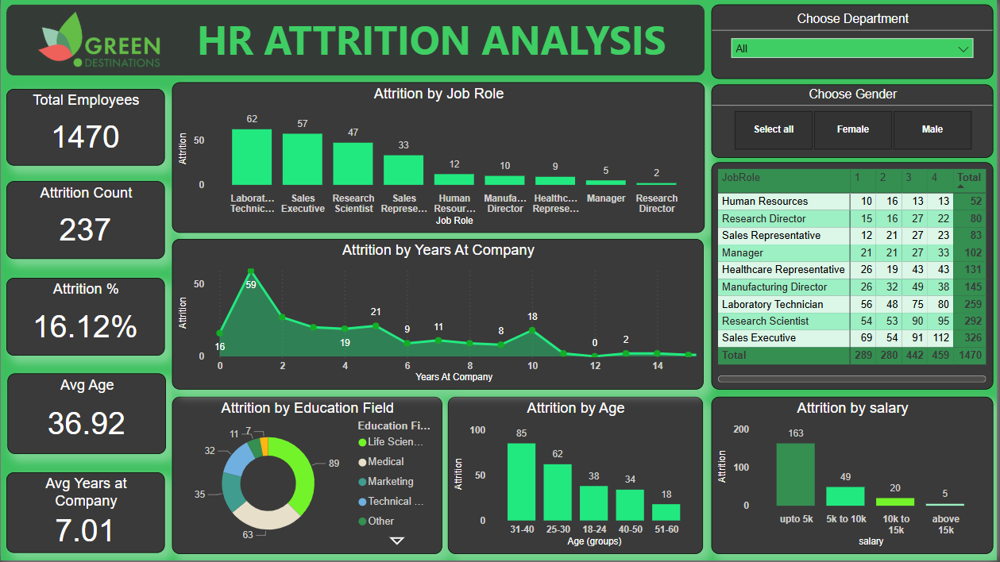 GREEN
DESTINATIONS
HR ATTRITION ANALYSIS
Choose Department
All
Total Employees
1470
Attrition Count
237
Attrition %
16.12%
Avg Age
36.92
Avg Years at
Company
7.01
Attrition by Job Role
Attrition
50
0
62
57
47
33
12
10
9
5
2
Laborat...
Technic...
Sales
Executive
Research
Scientist
Sales
Represe...
Human
Resour...
Manufa...
Director
Healthc...
Represe...
Manager
Research
Director
Job Role
Attrition by Years At Company
Attrition
50
0
16
59
19
21
9
11
8
18
0
2
0 2 4 6 8 10 12 14
Years At Company
Attrition by Education Field
11
7
32
35
63
89
Education Fi...
Life Scien...
Medical
Marketing
Technical ...
Other
Attrition by Age
Attrition
100
50
0
85
62
38
34
18
31-40 25-30 18-24 40-50 51-60
Age (groups)
Choose Gender
Select all Female Male
JobRole 1 2 3 4 Total
Human Resources 10 16 13 13 52
Research Director 15 16 27 22 80
Sales Representative 12 21 27 23 83
Manager 21 21 27 33 102
Healthcare Representative 26 19 43 43 131
Manufacturing Director 26 32 49 38 145
Laboratory Technician 56 48 75 80 259
Research Scientist 54 53 90 95 292
Sales Executive 69 54 91 112 326
Total 289 280 442 459 1470
Attrition by salary
Attrition
200
100
0
163
49
20
5
upto 5k
5k to 10k
10k to
15k
above
15k
salary